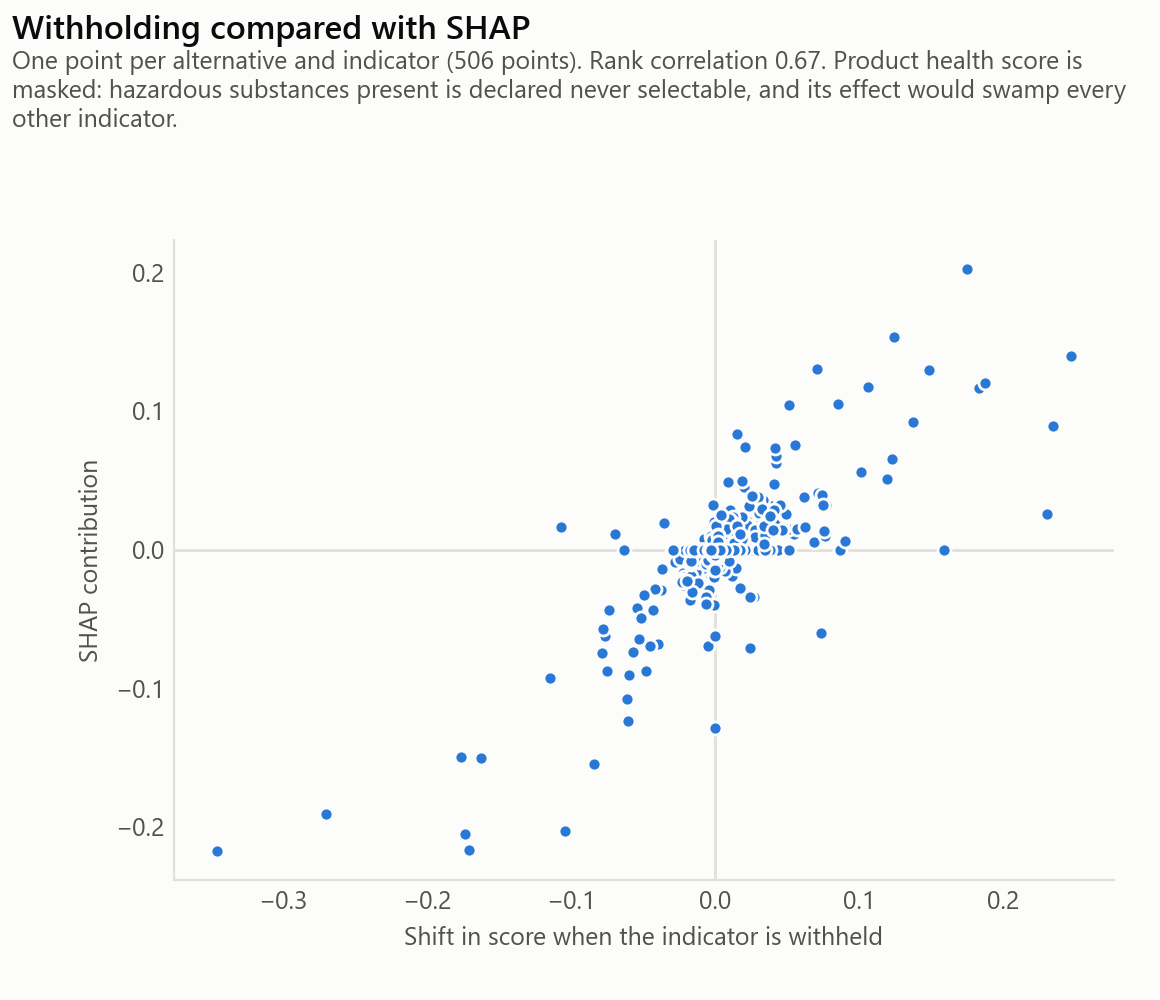 Withholding compared with SHAP
One point per alternative and indicator (506 points). Rank correlation 0.67. Product health score is
masked: hazardous substances present is declared never selectable, and its effect would swamp every
other indicator.
0.2
0.1
0.0
−0.1
−0.2
SHAP contribution
−0.3
−0.2
−0.1
0.0
0.1
0.2
Shift in score when the indicator is withheld